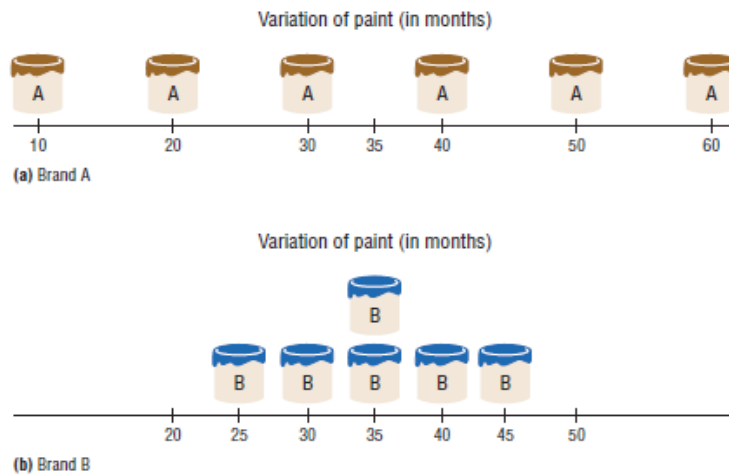 Variation of paint (in months)
A A A A A A
10 20 30 35 40 50 60
(a) Brand A
Variation of paint (in months)
B
B B B B B
20 25 30 35 40 45 50
(b) Brand B